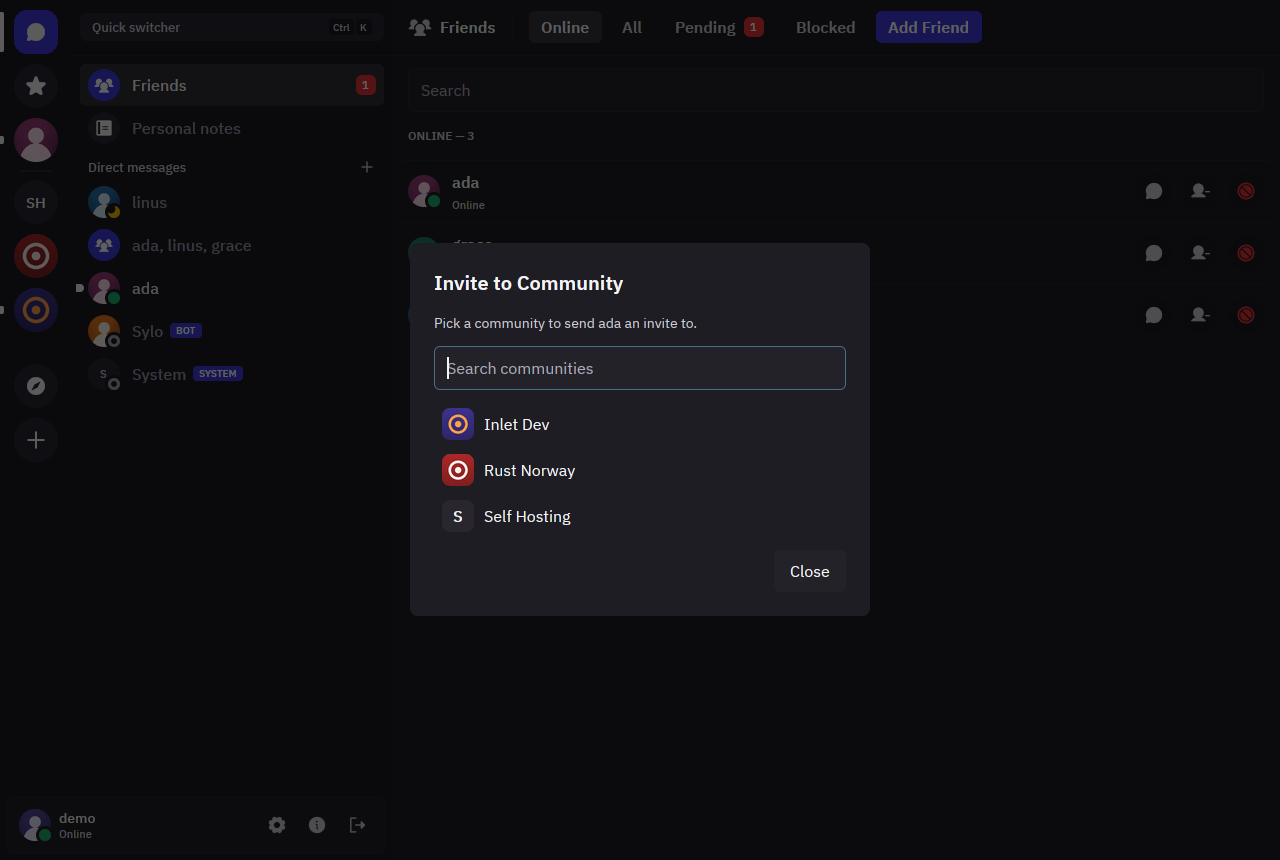 Quick switcher Ctrl K
Friends 1
Personal notes
Direct messages
SH
linus
ada, linus, grace
ada
Sylo BOT
S System SYSTEM
demo
Online
Friends Online All Pending 1 Blocked Add Friend
Search
ONLINE — 3
ada
Online
grace
Invite to Community
Pick a community to send ada an invite to.
Search communities
Inlet Dev
Rust Norway
S Self Hosting
Close